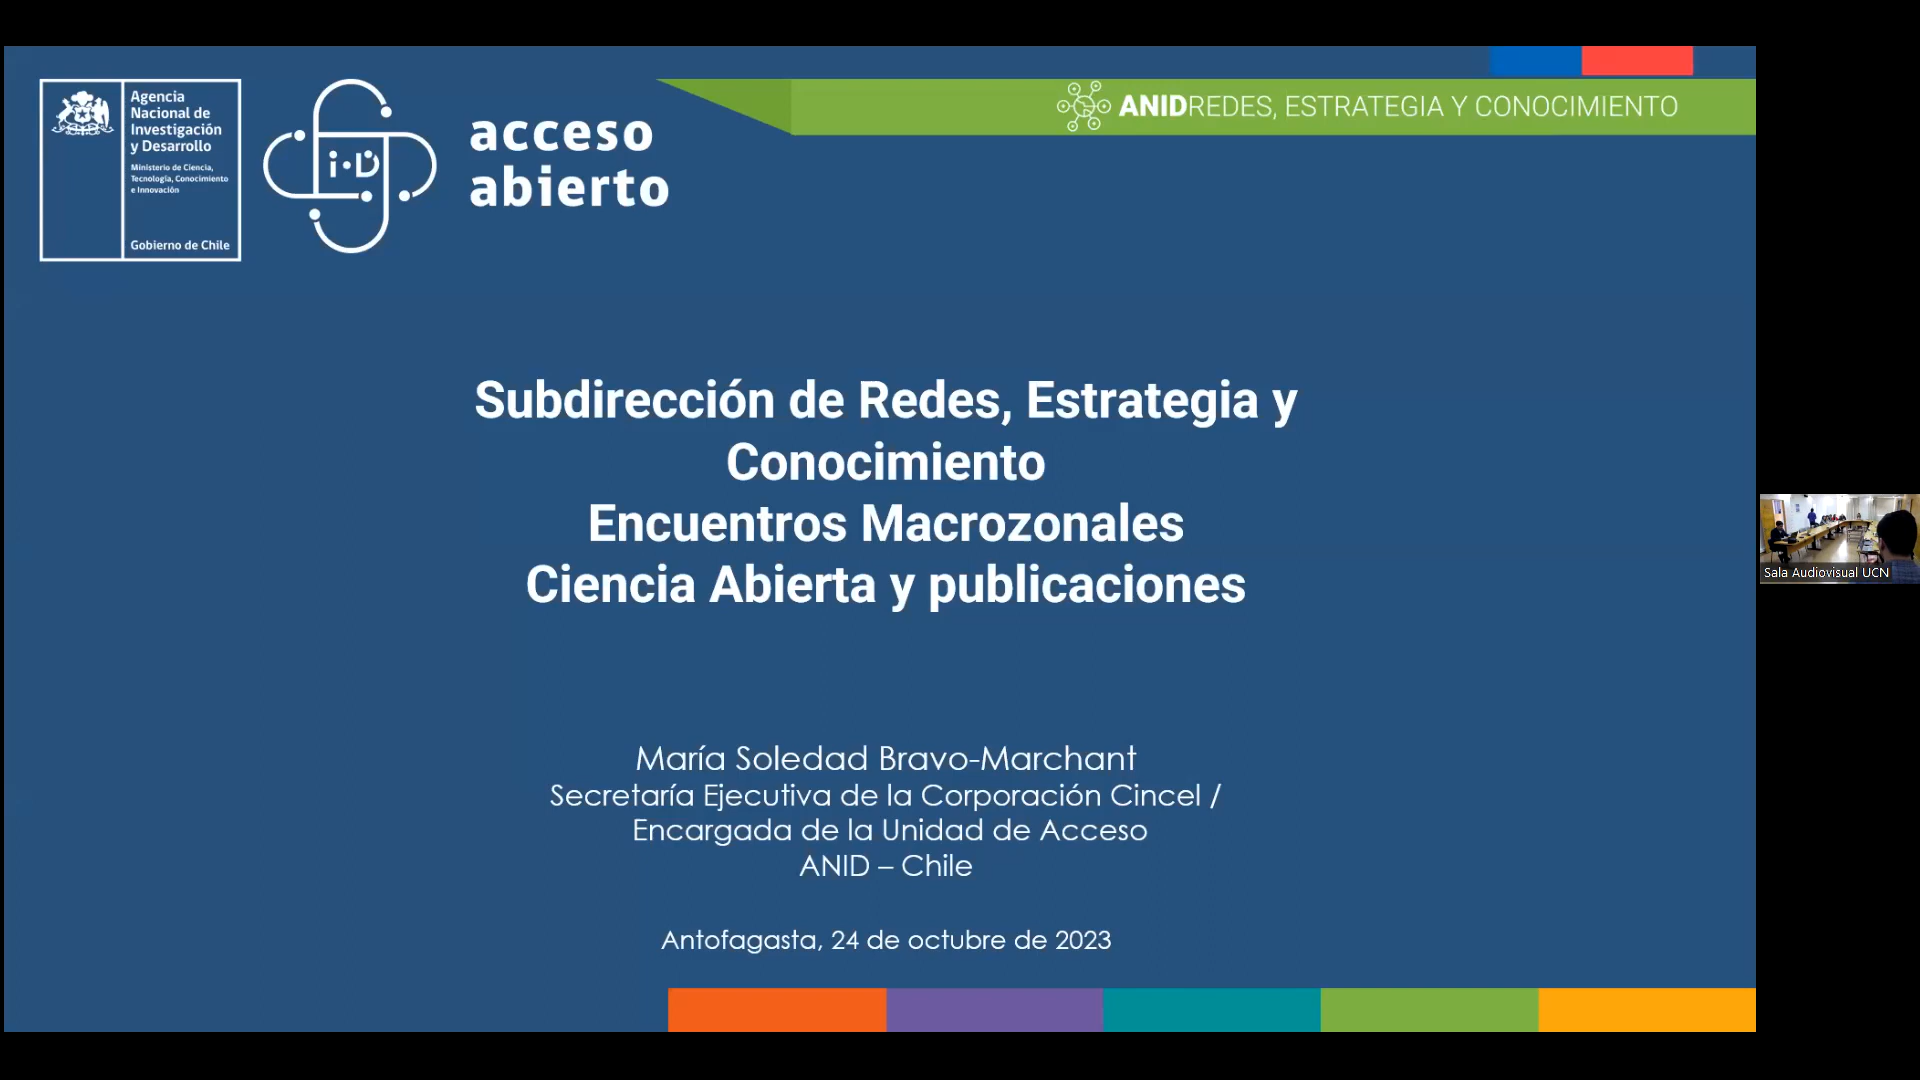 Agencia
Nacional de
Investigación
y Desarrollo
Ministerio de Ciencia,
Tecnología, Conocimiento
e Innovación
Gobierno de Chile
i·D
acceso
abierto
ANIDREDES, ESTRATEGIA Y CONOCIMIENTO
Subdirección de Redes, Estrategia y
Conocimiento
Encuentros Macrozonales
Ciencia Abierta y publicaciones
María Soledad Bravo-Marchant
Secretaría Ejecutiva de la Corporación Cincel /
Encargada de la Unidad de Acceso
ANID – Chile
Antofagasta, 24 de octubre de 2023
Sala Audiovisual UCN